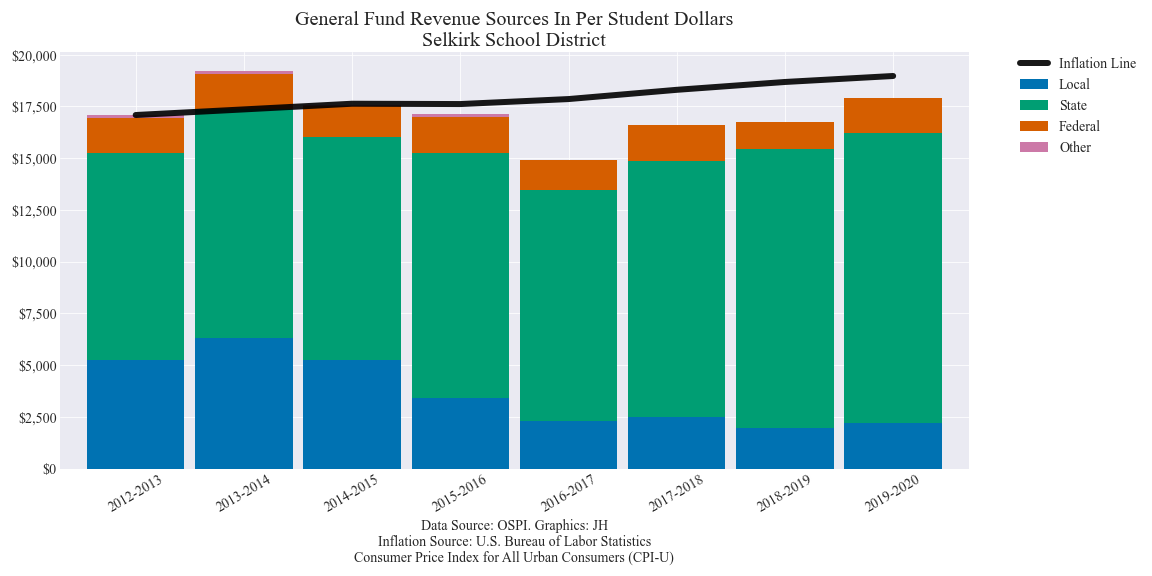 General Fund Revenue Sources In Per Student Dollars
Selkirk School District
$20,000
$17,500
$15,000
$12,500
$10,000
$7,500
$5,000
$2,500
$0
Inflation Line
Local
State
Federal
Other
2012-2013
2013-2014
2014-2015
2015-2016
2016-2017
2017-2018
2018-2019
2019-2020
Data Source: OSPI. Graphics: JH
Inflation Source: U.S. Bureau of Labor Statistics
Consumer Price Index for All Urban Consumers (CPI-U)